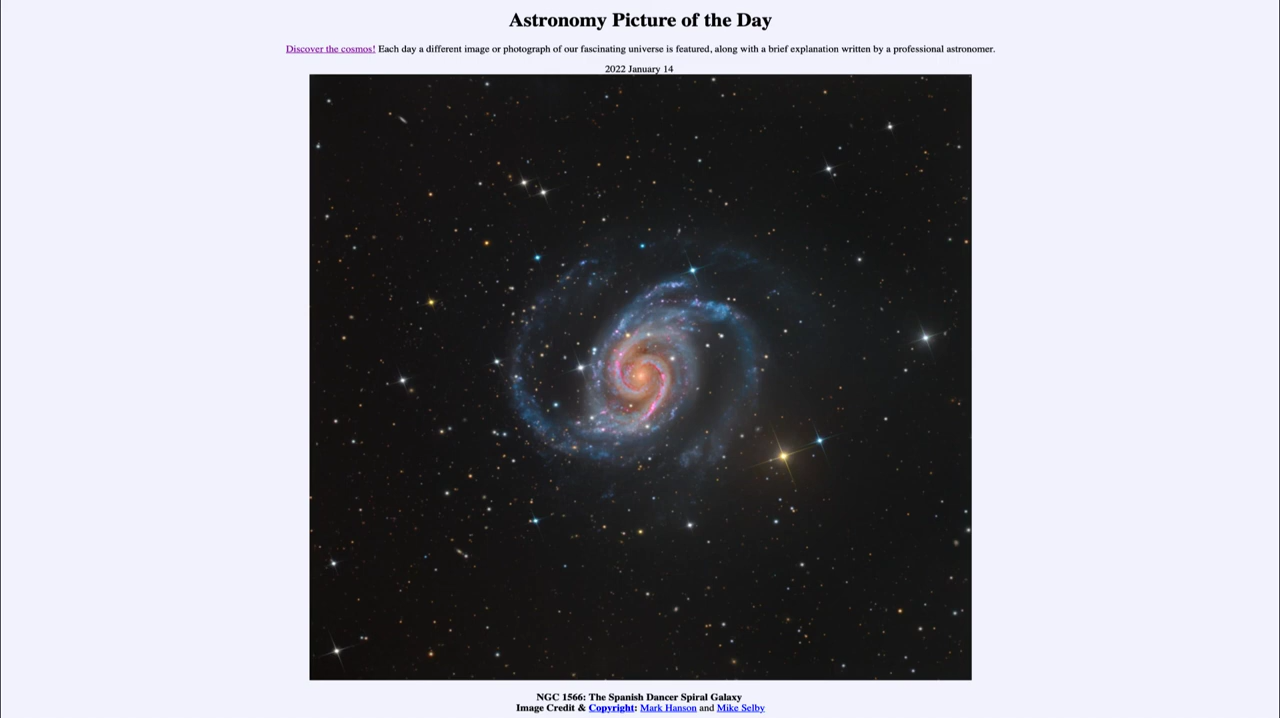 Astronomy Picture of the Day
Discover the cosmos! Each day a different image or photograph of our fascinating universe is featured, along with a brief explanation written by a professional astronomer.
2022 January 14
NGC 1566: The Spanish Dancer Spiral Galaxy
Image Credit & Copyright: Mark Hanson and Mike Selby